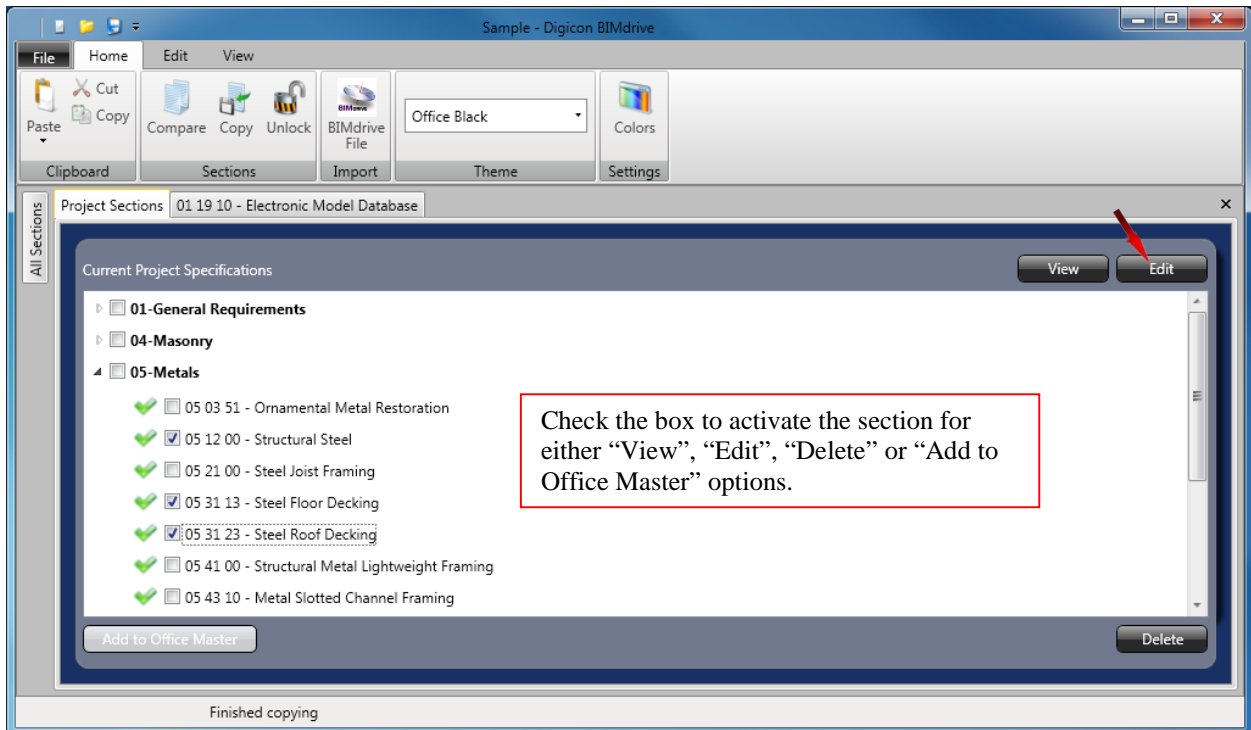 Sample - Digicon BIMdrive
File Home Edit View
Paste
Cut
Copy
Clipboard
Compare Copy Unlock
Sections
BIMdrive
BIMdrive
File
Import
Office Black
Theme
Colors
Settings
All Sections
Project Sections 01 19 10 - Electronic Model Database
Current Project Specifications View Edit
01-General Requirements
04-Masonry
05-Metals
05 03 51 - Ornamental Metal Restoration
05 12 00 - Structural Steel
05 21 00 - Steel Joist Framing
05 31 13 - Steel Floor Decking
05 31 23 - Steel Roof Decking
05 41 00 - Structural Metal Lightweight Framing
05 43 10 - Metal Slotted Channel Framing
Check the box to activate the section for
either “View”, “Edit”, “Delete” or “Add to
Office Master” options.
Add to Office Master Delete
Finished copying